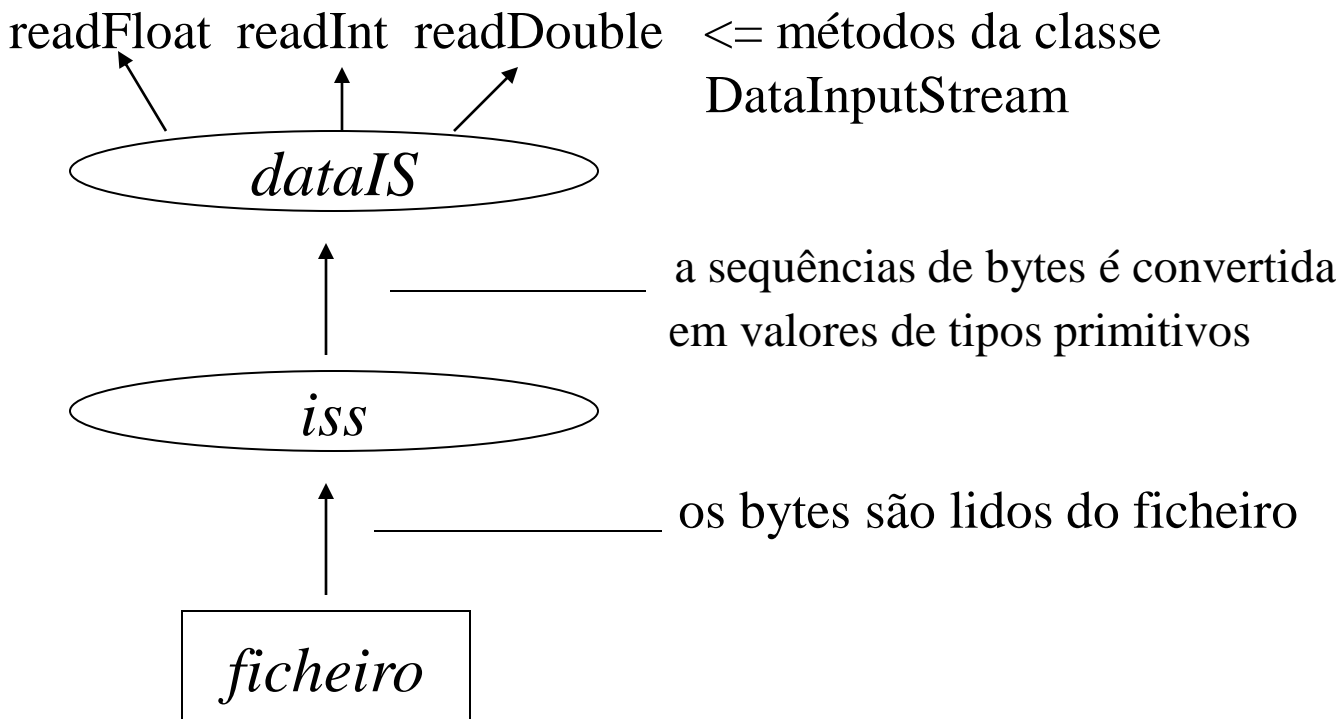 readFloat readInt readDouble <= métodos da classe
DataInputStream
dataIS
a sequências de bytes é convertida
em valores de tipos primitivos
iss
os bytes são lidos do ficheiro
ficheiro